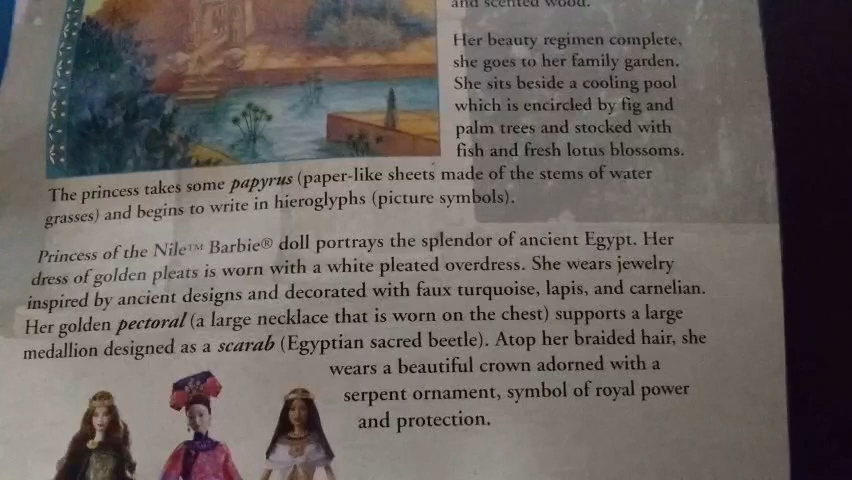 and scented wood.
Her beauty regimen complete,
she goes to her family garden.
She sits beside a cooling pool
which is encircled by fig and
palm trees and stocked with
fish and fresh lotus blossoms.
The princess takes some papyrus (paper-like sheets made of the stems of water
grasses) and begins to write in hieroglyphs (picture symbols).
Princess of the Nile™ Barbie® doll portrays the splendor of ancient Egypt. Her
dress of golden pleats is worn with a white pleated overdress. She wears jewelry
inspired by ancient designs and decorated with faux turquoise, lapis, and carnelian.
Her golden pectoral (a large necklace that is worn on the chest) supports a large
medallion designed as a scarab (Egyptian sacred beetle). Atop her braided hair, she
wears a beautiful crown adorned with a
serpent ornament, symbol of royal power
and protection.